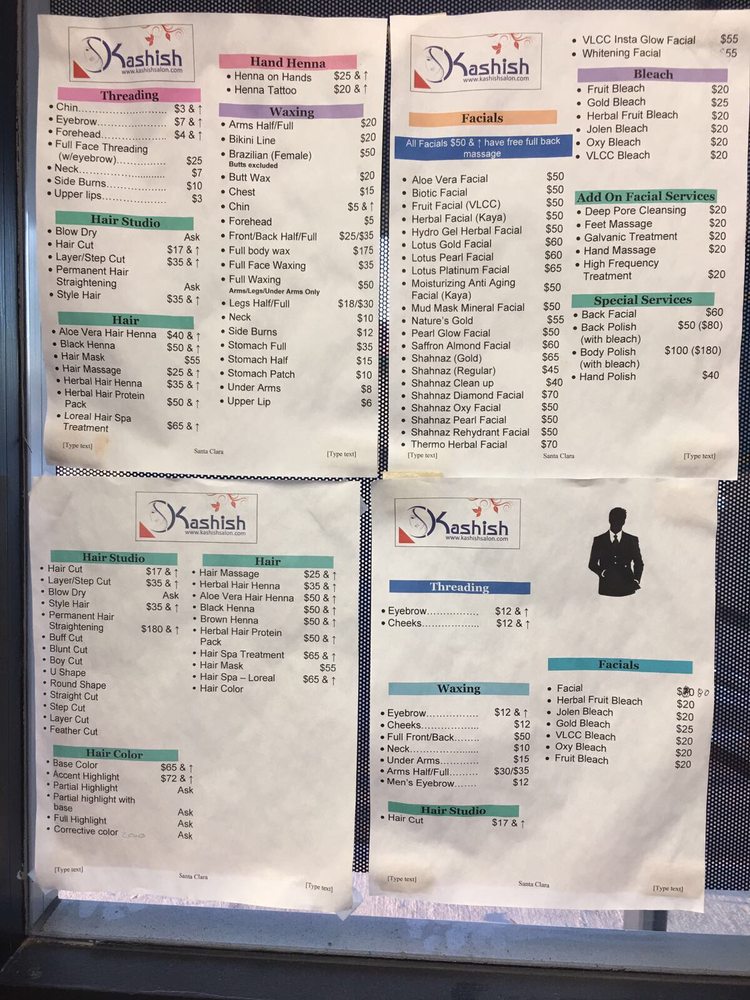 Kashish
www.kashishsalon.com
Threading
• Chin..................... $3 & ↑
• Eyebrow................ $7 & ↑
• Forehead............... $4 & ↑
• Full Face Threading
(w/eyebrow).............. $25
• Neck..................... $7
• Side Burns.............. $10
• Upper lips............... $3
Hair Studio
• Blow Dry Ask
• Hair Cut $17 & ↑
• Layer/Step Cut $35 & ↑
• Permanent Hair
Straightening Ask
• Style Hair $35 & ↑
Hair
• Aloe Vera Hair Henna $40 & ↑
• Black Henna $50 & ↑
• Hair Mask $55
• Hair Massage $25 & ↑
• Herbal Hair Henna $35 & ↑
• Herbal Hair Protein
Pack $50 & ↑
• Loreal Hair Spa
Treatment $65 & ↑
Hand Henna
• Henna on Hands $25 & ↑
• Henna Tattoo $20 & ↑
Waxing
• Arms Half/Full $20
• Bikini Line $20
• Brazilian (Female) $50
Butts excluded
• Butt Wax $20
• Chest $15
• Chin $5 & ↑
• Forehead $5
• Front/Back Half/Full $25/$35
• Full body wax $175
• Full Face Waxing $35
• Full Waxing $50
Arms/Legs/Under Arms Only
• Legs Half/Full $18/$30
• Neck $10
• Side Burns $12
• Stomach Full $35
• Stomach Half $15
• Stomach Patch $10
• Under Arms $8
• Upper Lip $6
[Type text] Santa Clara [Type text]
Kashish
www.kashishsalon.com
Facials
All Facials $50 & ↑ have free full back
massage
• Aloe Vera Facial $50
• Biotic Facial $50
• Fruit Facial (VLCC) $50
• Herbal Facial (Kaya) $50
• Hydro Gel Herbal Facial $50
• Lotus Gold Facial $60
• Lotus Pearl Facial $60
• Lotus Platinum Facial $65
• Moisturizing Anti Aging
Facial (Kaya) $50
• Mud Mask Mineral Facial $50
• Nature's Gold $55
• Pearl Glow Facial $50
• Saffron Almond Facial $60
• Shahnaz (Gold) $65
• Shahnaz (Regular) $45
• Shahnaz Clean up $40
• Shahnaz Diamond Facial $70
• Shahnaz Oxy Facial $50
• Shahnaz Pearl Facial $50
• Shahnaz Rehydrant Facial $50
• Thermo Herbal Facial $70
• VLCC Insta Glow Facial $55
• Whitening Facial $55
Bleach
• Fruit Bleach $20
• Gold Bleach $25
• Herbal Fruit Bleach $20
• Jolen Bleach $20
• Oxy Bleach $20
• VLCC Bleach $20
Add On Facial Services
• Deep Pore Cleansing $20
• Feet Massage $20
• Galvanic Treatment $20
• Hand Massage $20
• High Frequency
Treatment $20
Special Services
• Back Facial $60
• Back Polish $50 ($80)
(with bleach)
• Body Polish $100 ($180)
(with bleach)
• Hand Polish $40
[Type text] Santa Clara [Type text]
Kashish
www.kashishsalon.com
Hair Studio
• Hair Cut $17 & ↑
• Layer/Step Cut $35 & ↑
• Blow Dry Ask
• Style Hair $35 & ↑
• Permanent Hair
Straightening $180 & ↑
• Buff Cut
• Blunt Cut
• Boy Cut
• U Shape
• Round Shape
• Straight Cut
• Step Cut
• Layer Cut
• Feather Cut
Hair Color
• Base Color $65 & ↑
• Accent Highlight $72 & ↑
• Partial Highlight Ask
• Partial highlight with
base Ask
• Full Highlight Ask
• Corrective color Ask
Hair
• Hair Massage $25 & ↑
• Herbal Hair Henna $35 & ↑
• Aloe Vera Hair Henna $50 & ↑
• Black Henna $50 & ↑
• Brown Henna $50 & ↑
• Herbal Hair Protein
Pack $50 & ↑
• Hair Spa Treatment $65 & ↑
• Hair Mask $55
• Hair Spa – Loreal $65 & ↑
• Hair Color
[Type text] Santa Clara [Type text]
Kashish
www.kashishsalon.com
Threading
• Eyebrow................ $12 & ↑
• Cheeks................. $12 & ↑
Waxing
• Eyebrow................ $12 & ↑
• Cheeks.................. $12
• Full Front/Back........ $50
• Neck..................... $10
• Under Arms............ $15
• Arms Half/Full......... $30/$35
• Men's Eyebrow....... $12
Hair Studio
• Hair Cut $17 & ↑
Facials
• Facial
• Herbal Fruit Bleach $20
• Jolen Bleach $20
• Gold Bleach $25
• VLCC Bleach $20
• Oxy Bleach $20
• Fruit Bleach $20
[Type text] Santa Clara [Type text]